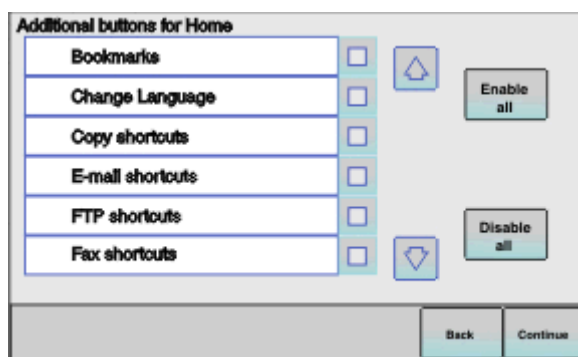 Additional buttons for Home
Bookmarks
Change Language
Copy shortcuts
E-mail shortcuts
FTP shortcuts
Fax shortcuts
Enable
all
Disable
all
Back
Continue